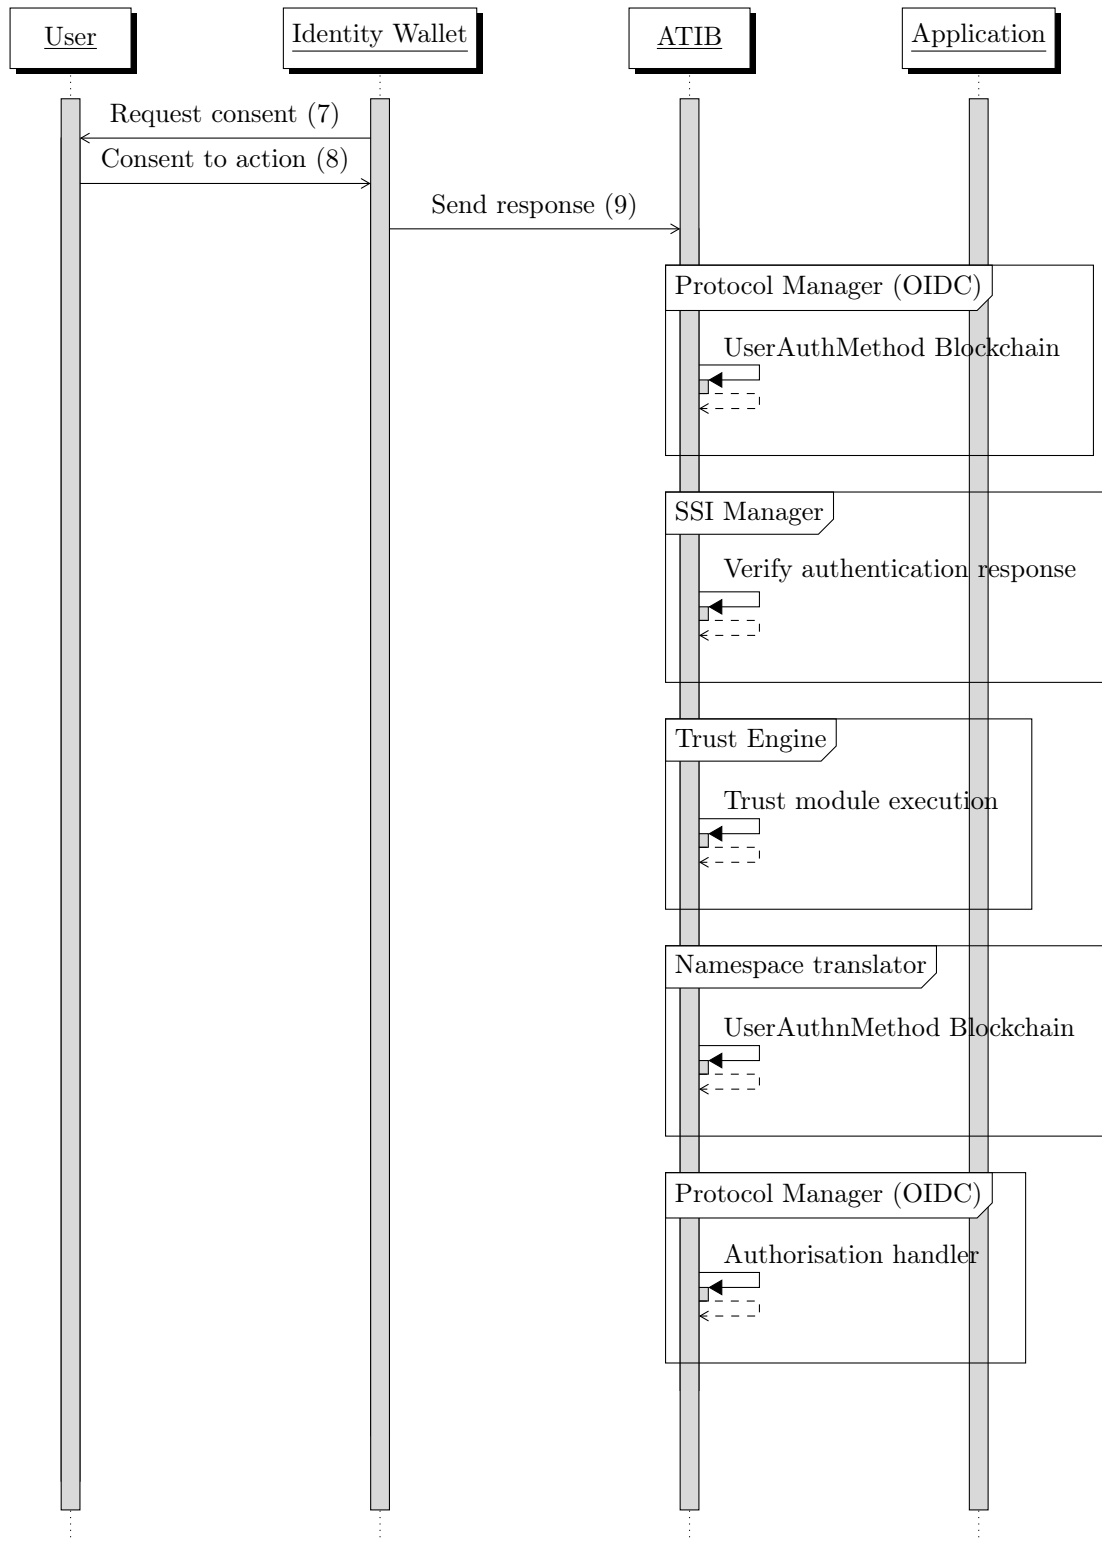 User
Identity Wallet
ATIB
Application
Request consent (7)
Consent to action (8)
Send response (9)
Protocol Manager (OIDC)
UserAuthMethod Blockchain
SSI Manager
Verify authentication response
Trust Engine
Trust module execution
Namespace translator
UserAuthnMethod Blockchain
Protocol Manager (OIDC)
Authorisation handler